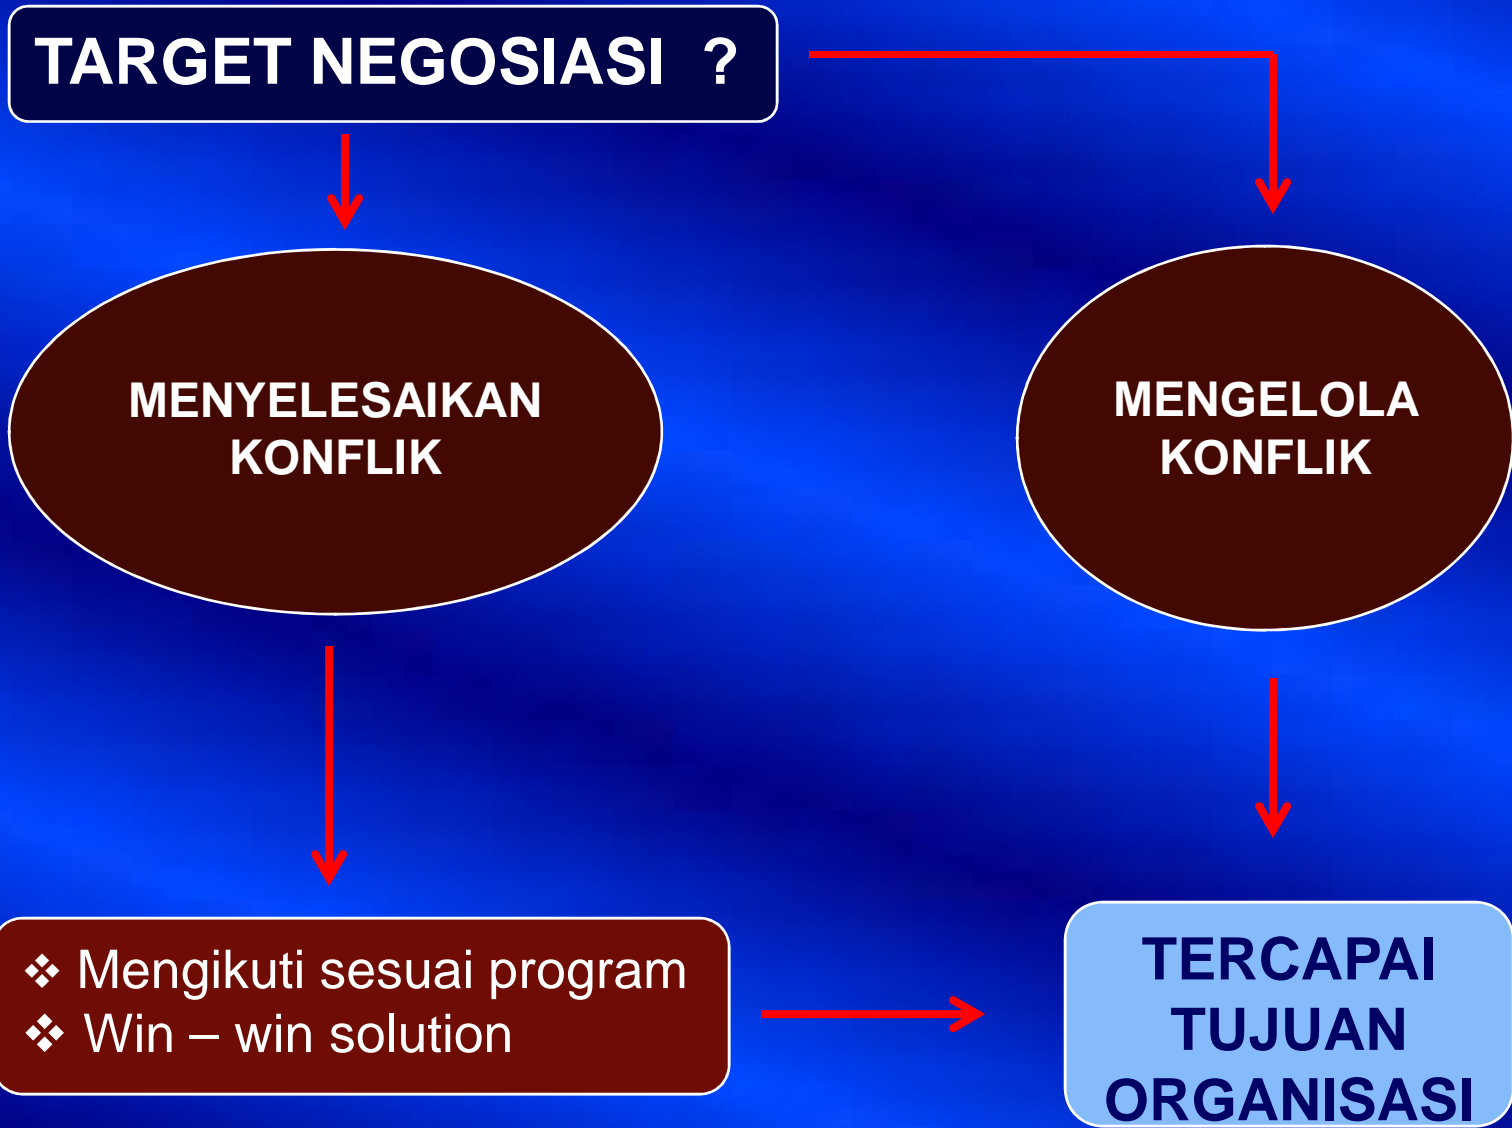 TARGET NEGOSIASI ?
MENYELESAIKAN
KONFLIK
MENGELOLA
KONFLIK
❖ Mengikuti sesuai program
❖ Win – win solution
TERCAPAI
TUJUAN
ORGANISASI